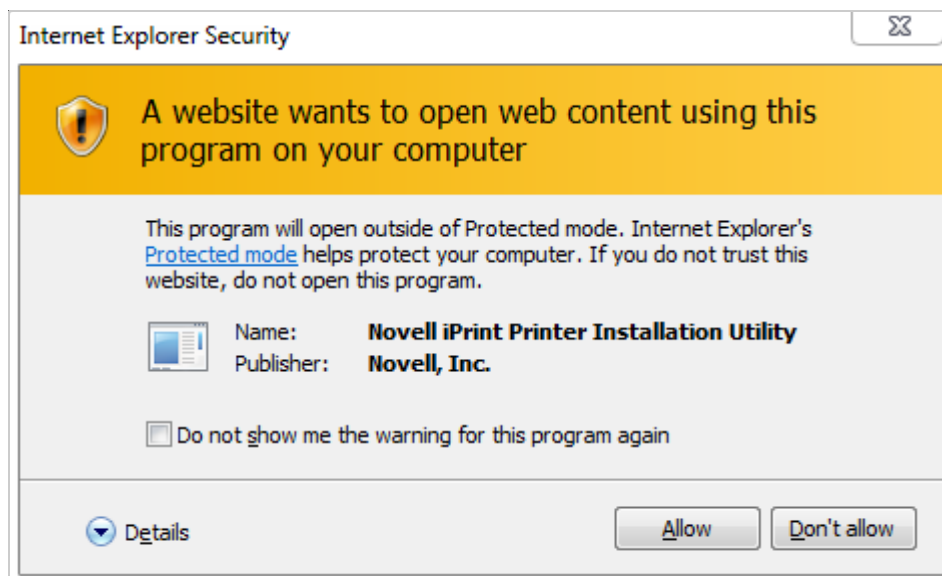 Internet Explorer Security
A website wants to open web content using this
program on your computer
This program will open outside of Protected mode. Internet Explorer's
Protected mode helps protect your computer. If you do not trust this
website, do not open this program.
Name: Novell iPrint Printer Installation Utility
Publisher: Novell, Inc.
Do not show me the warning for this program again
Details
Allow
Don't allow